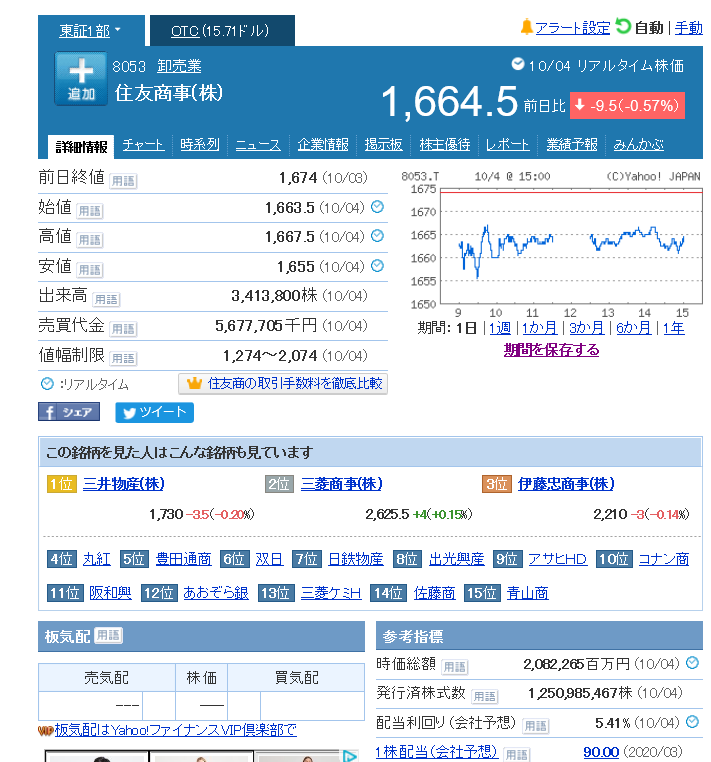 東証1部 OTC(15.71ドル) アラート設定 自動 | 手動
8053 卸売業 10/04 リアルタイム株価
追加 住友商事(株) 1,664.5 前日比 -9.5(-0.57%)
詳細情報 チャート 時系列 ニュース 企業情報 掲示板 株主優待 レポート 業績予報 みんかぶ
前日終値 用語 1,674 (10/03)
始値 用語 1,663.5 (10/04)
高値 用語 1,667.5 (10/04)
安値 用語 1,655 (10/04)
出来高 用語 3,413,800株 (10/04)
売買代金 用語 5,677,705千円 (10/04)
値幅制限 用語 1,274～2,074 (10/04)
:リアルタイム 住友商の取引手数料を徹底比較
シェア ツイート
8053.T 10/4 @ 15:00 (C)Yahoo! JAPAN
1675
1670
1665
1660
1655
1650
9 10 11 12 13 14 15
期間: 1日 | 1週 | 1か月 | 3か月 | 6か月 | 1年
期間を保存する
この銘柄を見た人はこんな銘柄も見ています
1位 三井物産(株) 2位 三菱商事(株) 3位 伊藤忠商事(株)
1,730 -3.5(-0.20%) 2,625.5 +4(+0.15%) 2,210 -3(-0.14%)
4位 丸紅 5位 豊田通商 6位 双日 7位 日鉄物産 8位 出光興産 9位 アサヒHD 10位 コナン商
11位 阪和興 12位 あおぞら銀 13位 三菱ケミH 14位 佐藤商 15位 青山商
板気配 用語
売気配 株価 買気配
--- ---
VIP 板気配はYahoo!ファイナンスVIP倶楽部で
参考指標
時価総額 用語 2,082,265百万円 (10/04)
発行済株式数 用語 1,250,985,467株 (10/04)
配当利回り(会社予想) 用語 5.41% (10/04)
1株配当(会社予想) 用語 90.00 (2020/03)